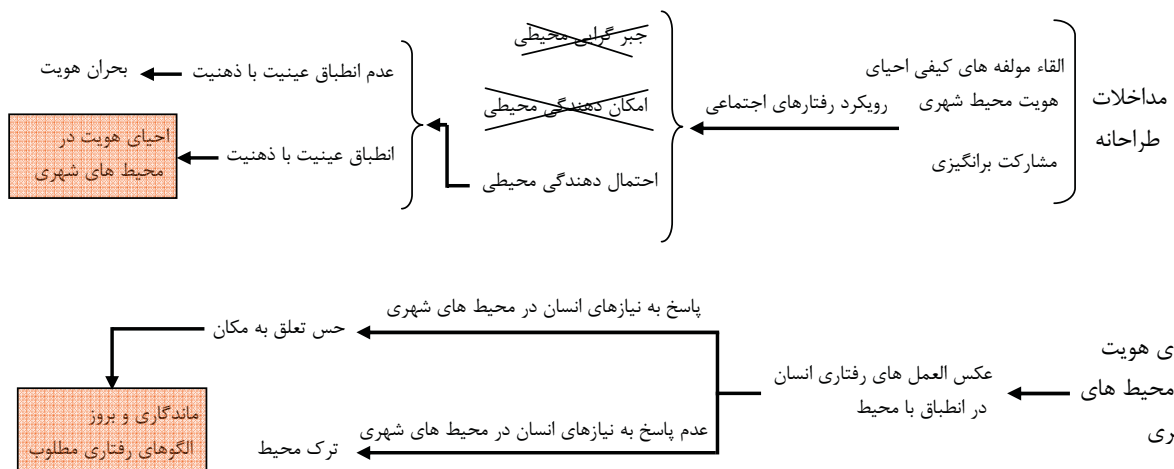 مداخلات
طراحانه
القاء مولفه های کیفی احیای
هویت محیط شهری
مشارکت برانگیزی
رویکرد رفتارهای اجتماعی
جبر گرایی محیطی
امکان دهندگی محیطی
احتمال دهندگی محیطی
عدم انطباق عینیت با ذهنیت
بحران هویت
انطباق عینیت با ذهنیت
احیای هویت در
محیط های شهری
ی هویت
محیط های
ری
عکس العمل های رفتاری انسان
در انطباق با محیط
پاسخ به نیازهای انسان در محیط های شهری
حس تعلق به مکان
عدم پاسخ به نیازهای انسان در محیط های شهری
ترک محیط
ماندگاری و بروز
الگوهای رفتاری مطلوب